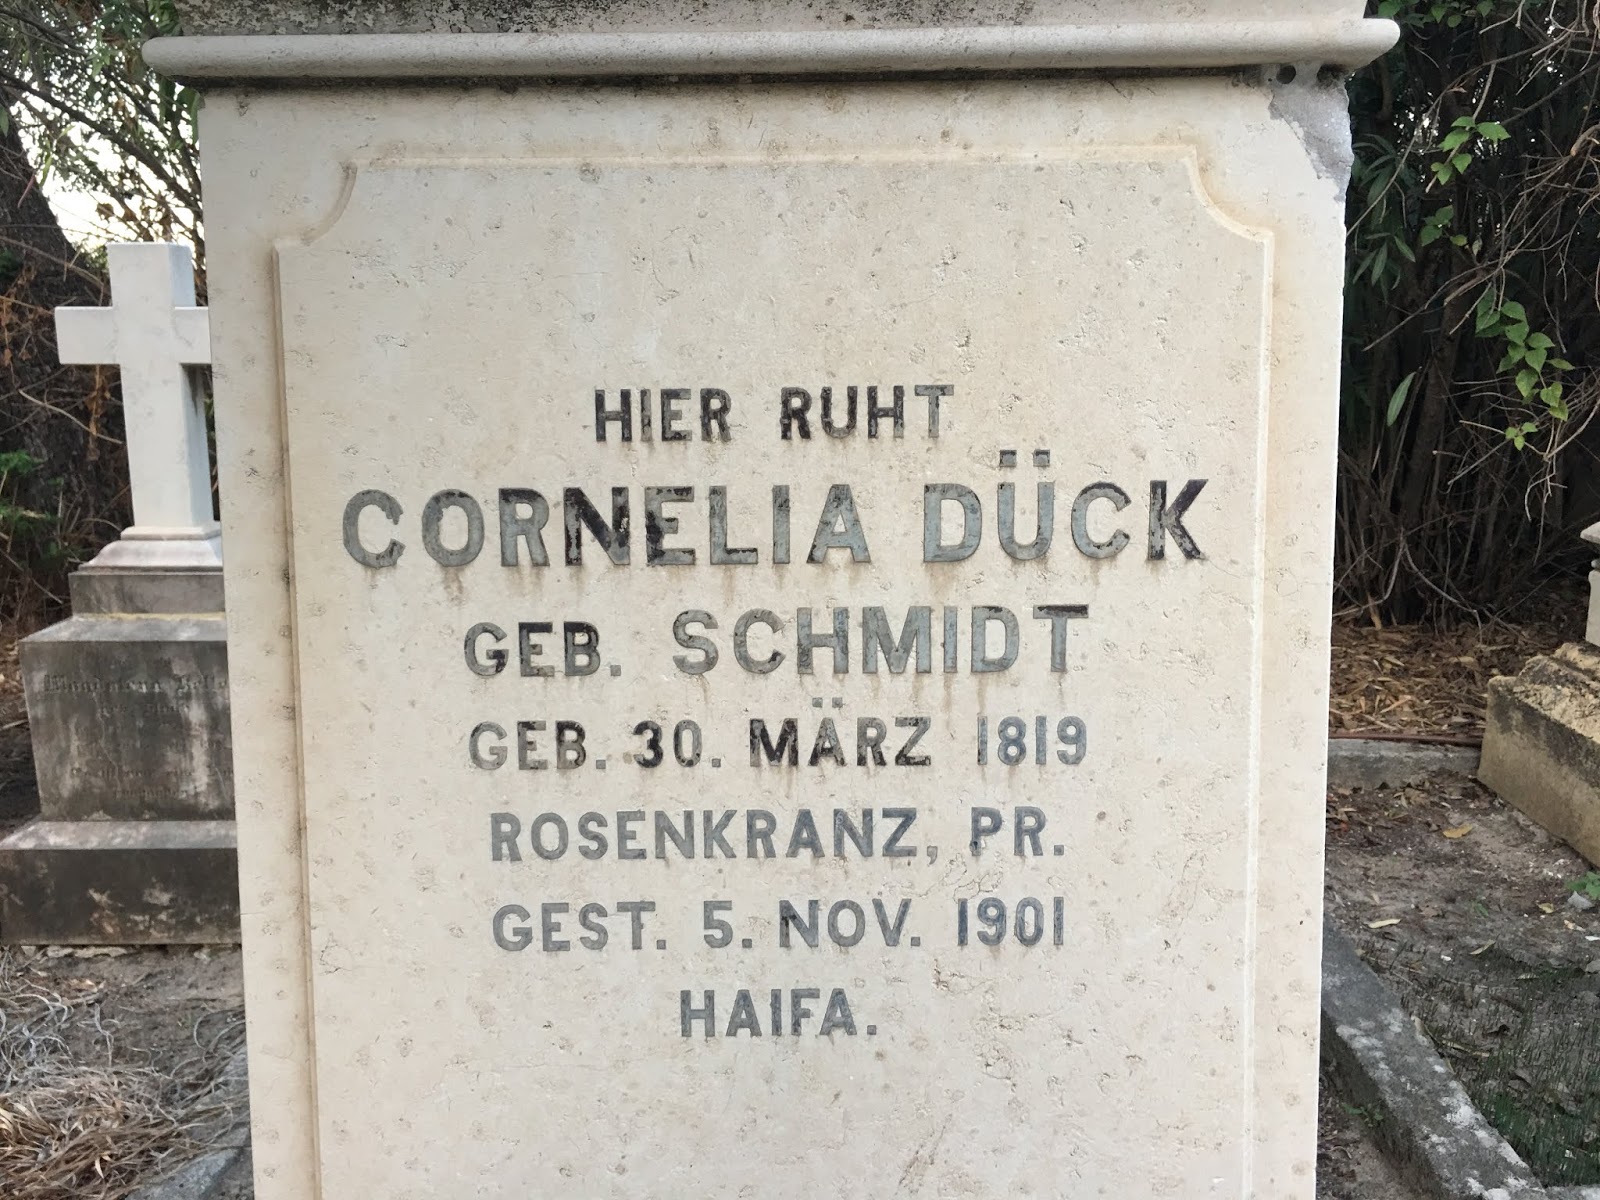 HIER RUHT
CORNELIA DÜCK
GEB. SCHMIDT
GEB. 30. MÄRZ 1819
ROSENKRANZ, PR.
GEST. 5. NOV. 1901
HAIFA.